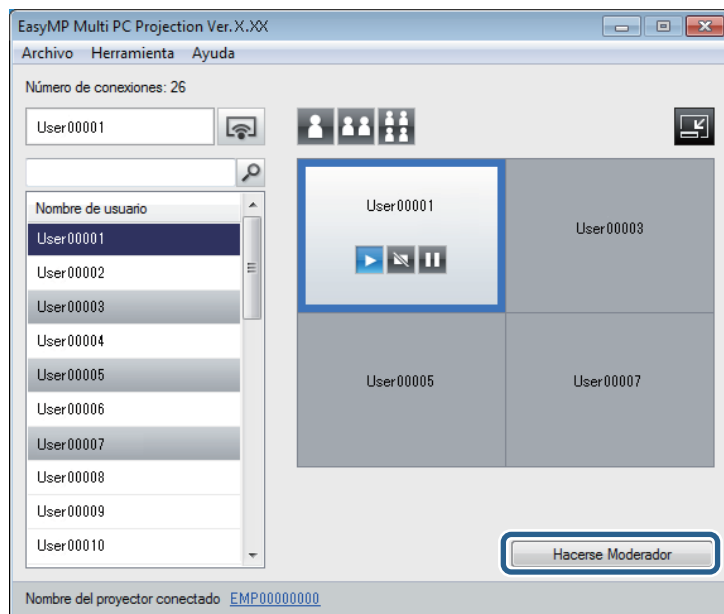 EasyMP Multi PC Projection Ver.X.XX
Archivo Herramienta Ayuda
Número de conexiones: 26
User00001
Nombre de usuario
User00001
User00002
User00003
User00004
User00005
User00006
User00007
User00008
User00009
User00010
User00001
User00003
User00005
User00007
Hacerse Moderador
Nombre del proyector conectado EMP00000000